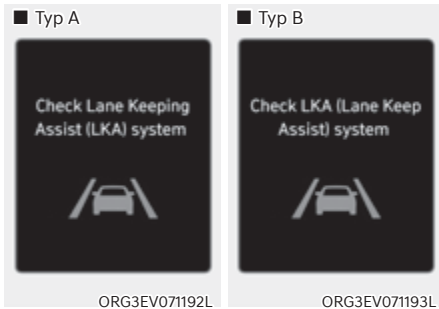 ■ Typ A
Check Lane Keeping
Assist (LKA) system
ORG3EV071192L
■ Typ B
Check LKA (Lane Keep
Assist) system
ORG3EV071193L